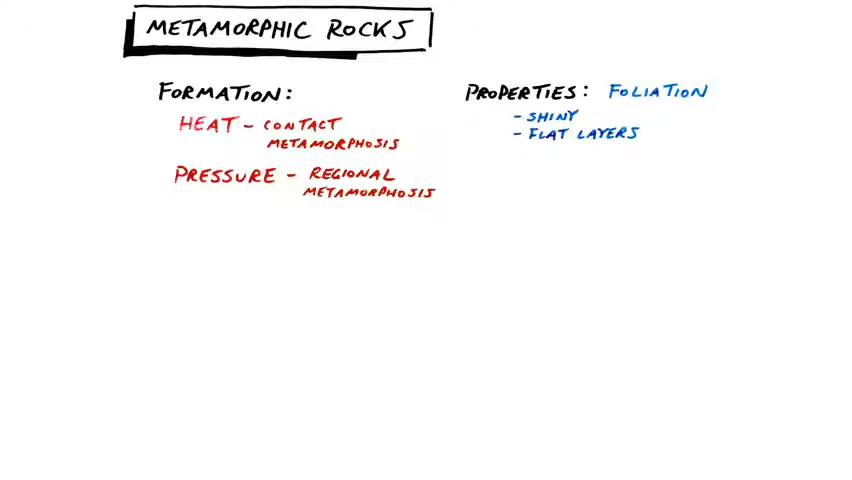 METAMORPHIC ROCKS
FORMATION:
HEAT - CONTACT
METAMORPHOSIS
PRESSURE - REGIONAL
METAMORPHOSIS
PROPERTIES: FOLIATION
- SHINY
- FLAT LAYERS